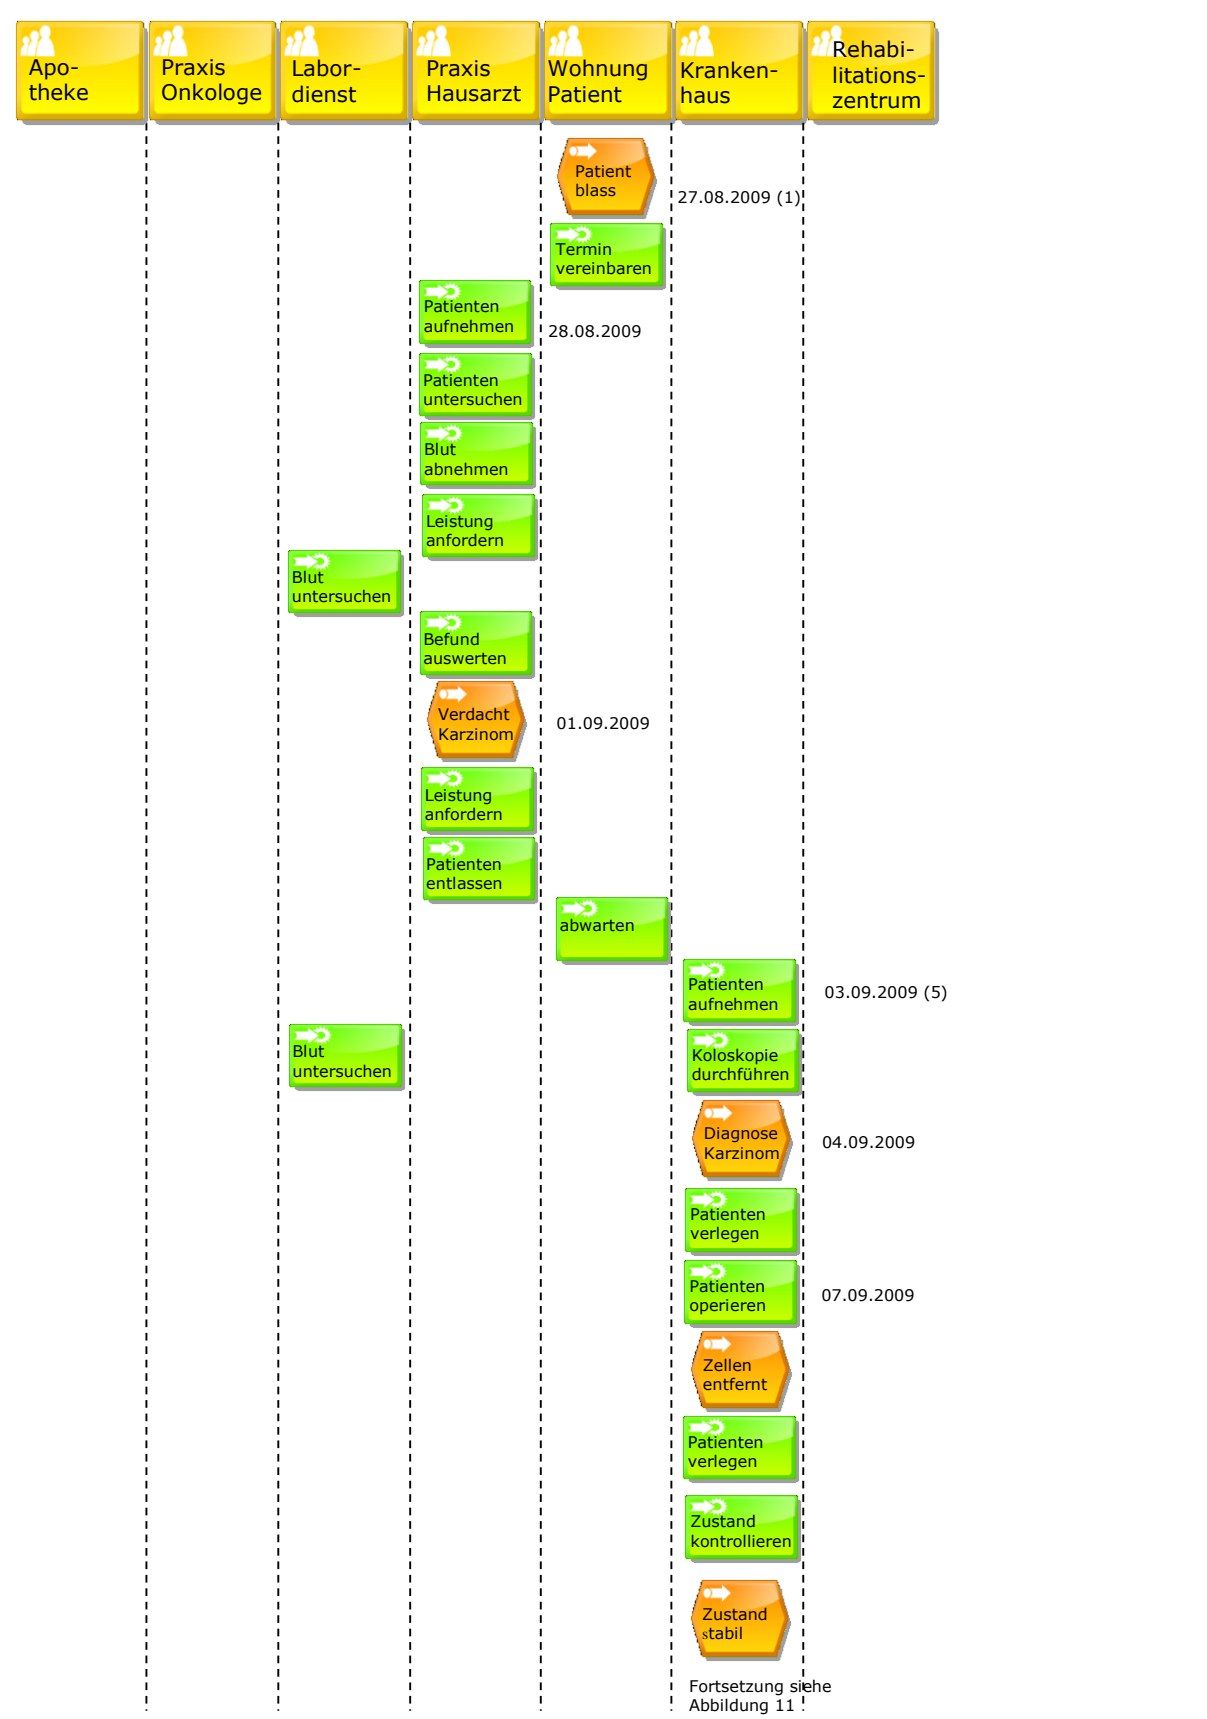 Apo-
theke
Praxis
Onkologe
Labor-
dienst
Praxis
Hausarzt
Wohnung
Patient
Kranken-
haus
Rehabi-
litations-
zentrum
Patient
blass
27.08.2009 (1)
Termin
vereinbaren
Patienten
aufnehmen
28.08.2009
Patienten
untersuchen
Blut
abnehmen
Leistung
anfordern
Blut
untersuchen
Befund
auswerten
Verdacht
Karzinom
01.09.2009
Leistung
anfordern
Patienten
entlassen
abwarten
Patienten
aufnehmen
03.09.2009 (5)
Blut
untersuchen
Koloskopie
durchführen
Diagnose
Karzinom
04.09.2009
Patienten
verlegen
Patienten
operieren
07.09.2009
Zellen
entfernt
Patienten
verlegen
Zustand
kontrollieren
Zustand
stabil
Fortsetzung siehe
Abbildung 11